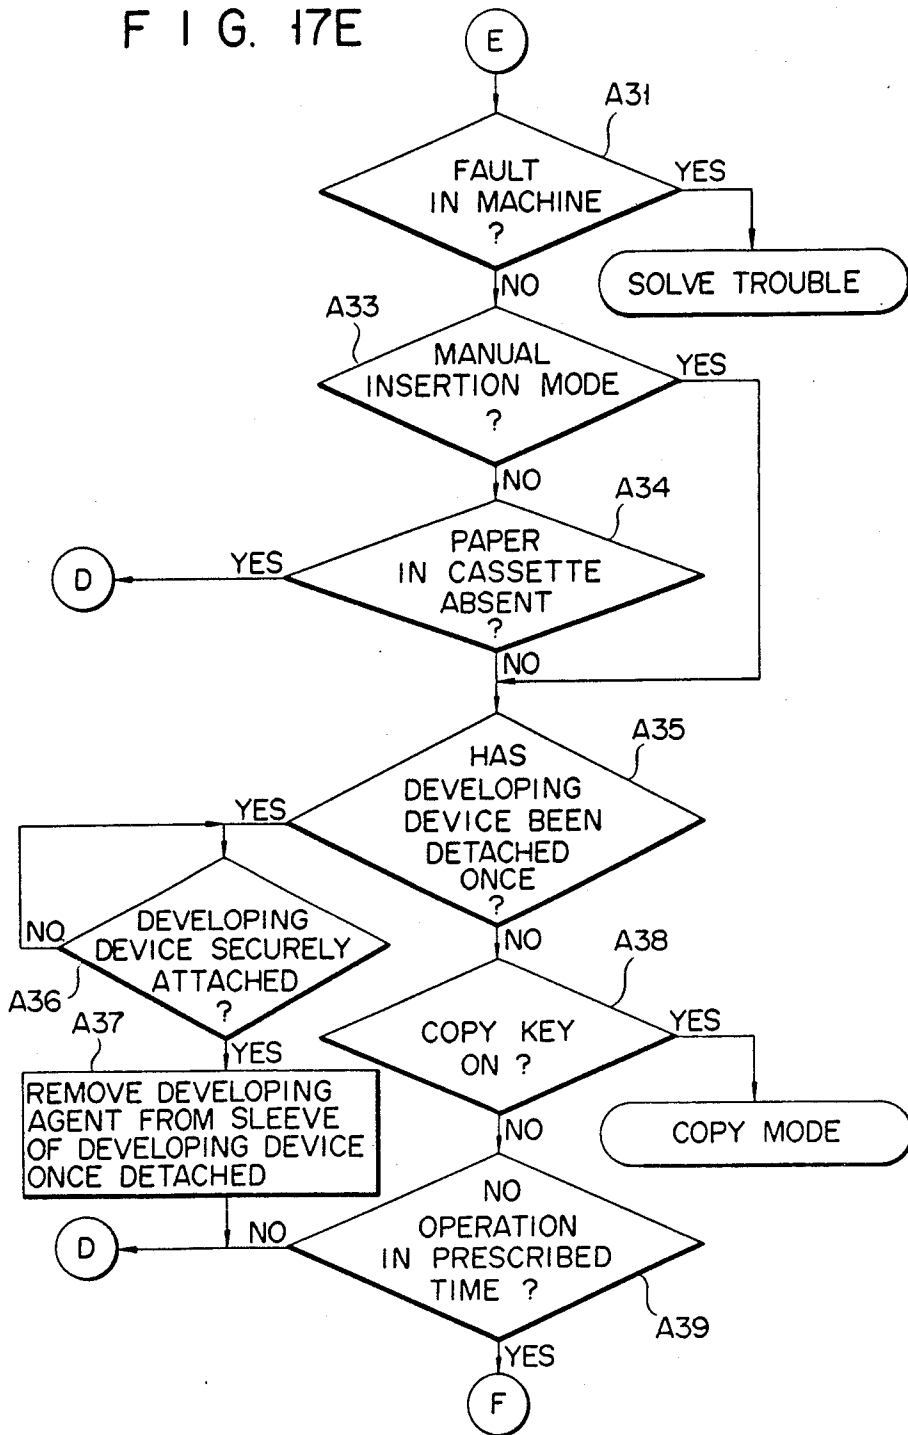 FIG. 17E
E
A31
FAULT
IN MACHINE
?
YES
NO
SOLVE TROUBLE
A33
MANUAL
INSERTION MODE
?
YES
NO
A34
PAPER
IN CASSETTE
ABSENT
?
YES
D
NO
A35
HAS
DEVELOPING
DEVICE BEEN
DETACHED
ONCE
?
YES
NO
DEVELOPING
DEVICE SECURELY
ATTACHED
?
NO
A36
YES
A37
REMOVE DEVELOPING
AGENT FROM SLEEVE
OF DEVELOPING DEVICE
ONCE DETACHED
A38
COPY KEY
ON ?
YES
COPY MODE
NO
NO
OPERATION
IN PRESCRIBED
TIME ?
NO
D
A39
YES
F